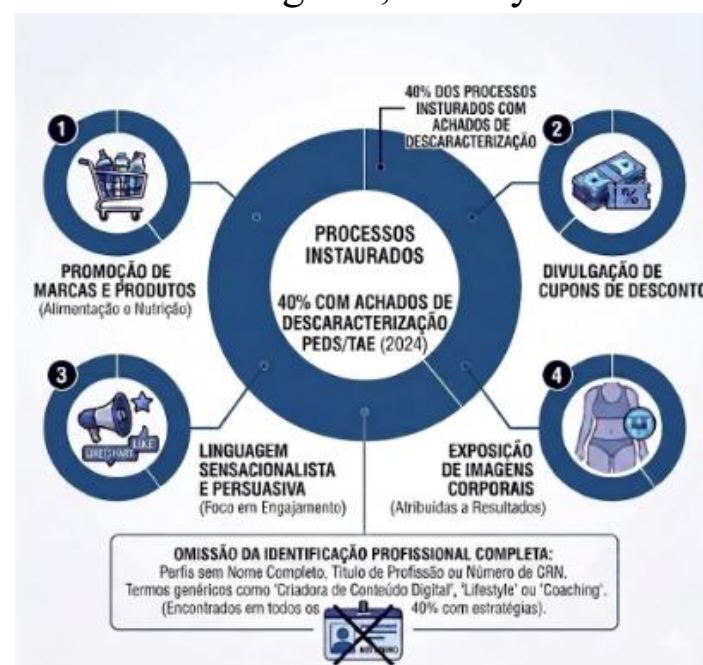 40% DOS PROCESSOS
INSTURADOS COM
ACHADOS DE
DESCARACTERIZAÇÃO
1
2
PROCESSOS
INSTAURADOS
40% COM ACHADOS DE
DESCARACTERIZAÇÃO
PEDS/TAE (2024)
PROMOÇÃO DE
MARCAS E PRODUTOS
(Alimentação o Nutrição)
%
DIVULGAÇÃO DE
CUPONS DE DESCONTO
3
4
LIKE
LINGUAGEM
SENSACIONALISTA
E PERSUASIVA
(Foco em Engajamento)
EXPOSIÇÃO
DE IMAGENS
CORPORAIS
(Atribuídas a Resultados)
OMISSÃO DA IDENTIFICAÇÃO PROFISSIONAL COMPLETA:
Perfis sem Nome Completo, Título de Profissão ou Número de CRN.
Termos genéricos como 'Criadora de Conteúdo Digital', 'Lifestyle' ou 'Coaching'.
(Encontrados em todos os 40% com estratégias).